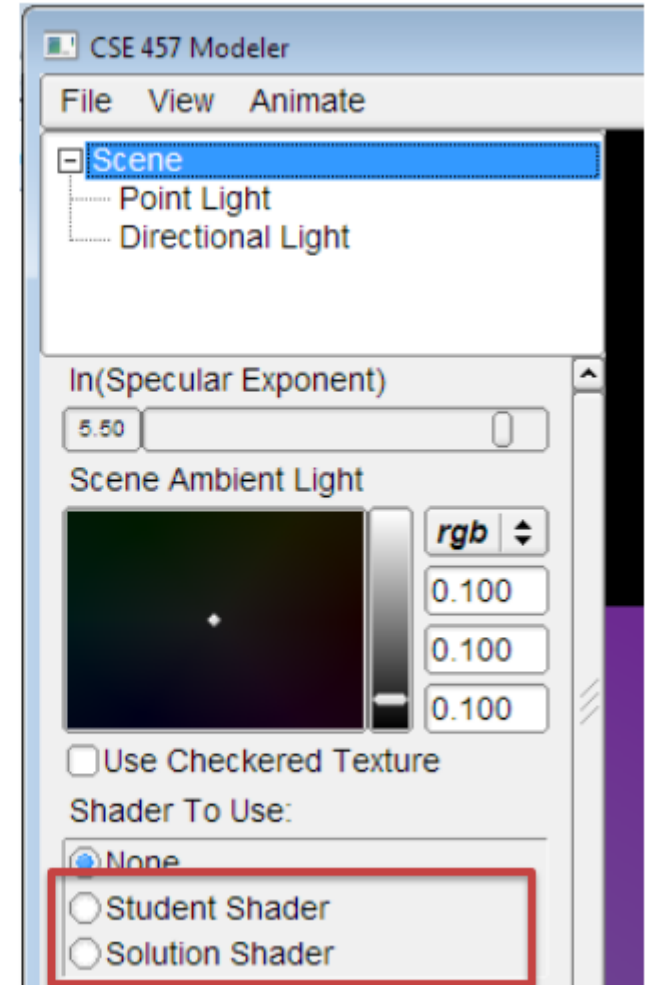 CSE 457 Modeler
File View Animate
Scene
Point Light
Directional Light
ln(Specular Exponent)
5.50
Scene Ambient Light
rgb
0.100
0.100
0.100
Use Checkered Texture
Shader To Use:
None
Student Shader
Solution Shader